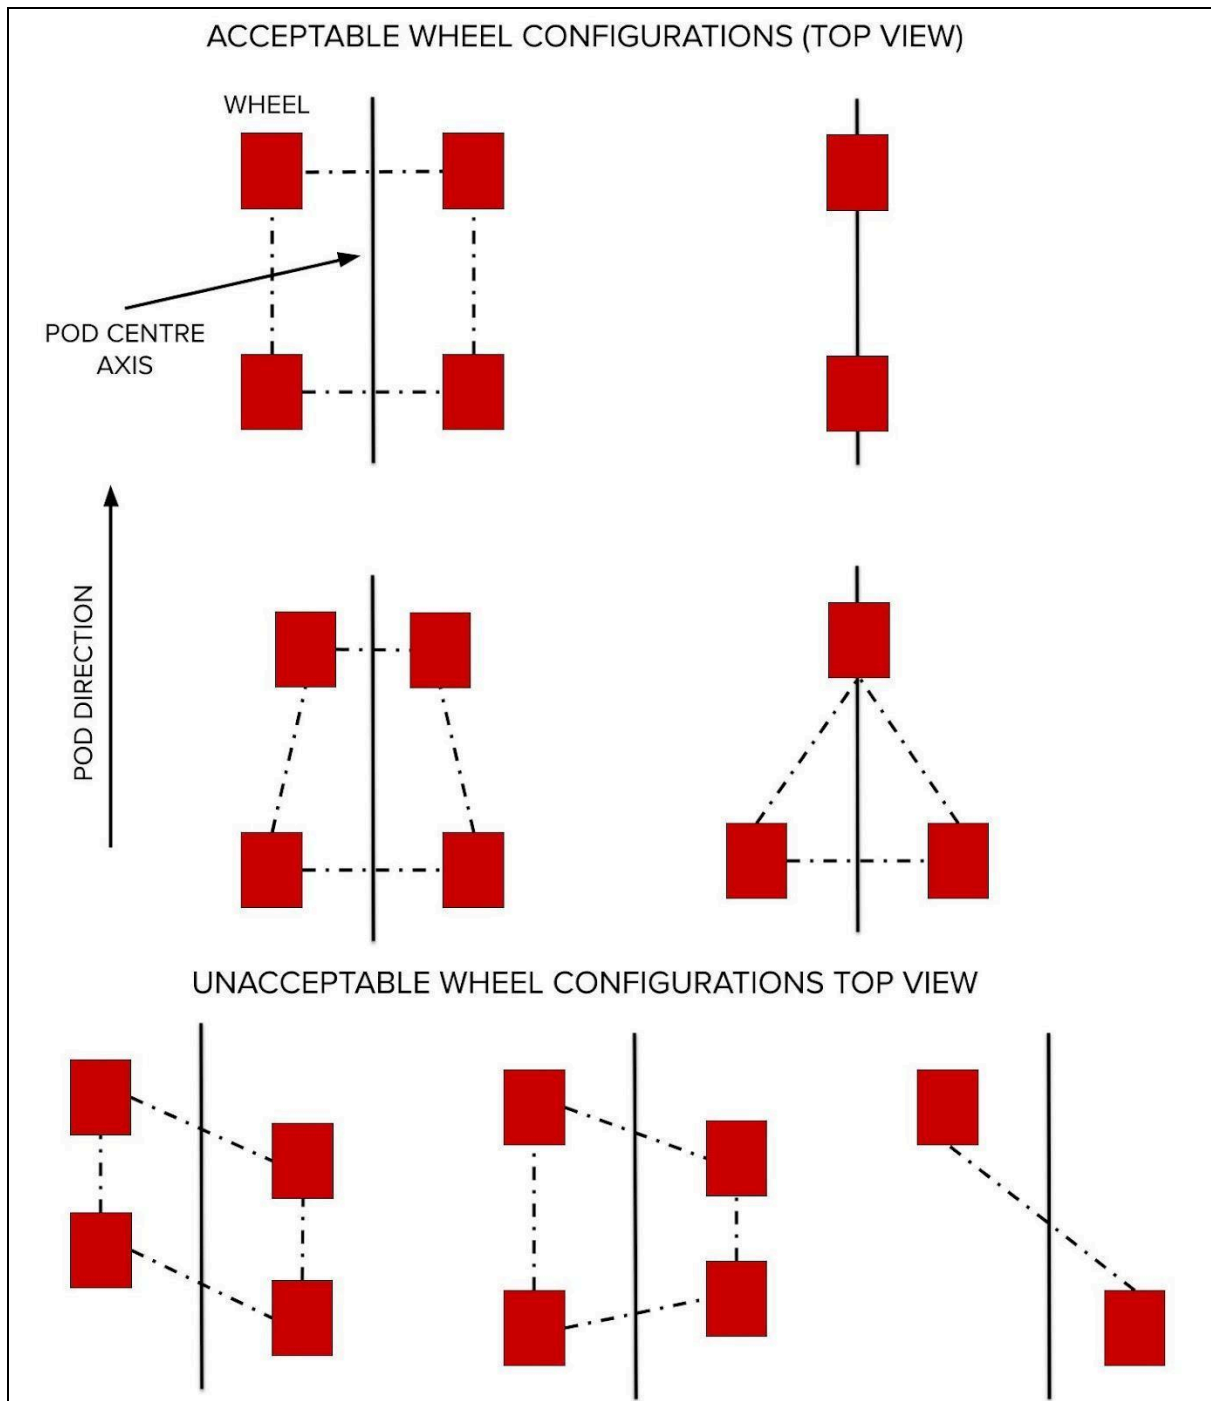 ACCEPTABLE WHEEL CONFIGURATIONS (TOP VIEW)
WHEEL
POD CENTRE
AXIS
POD DIRECTION
UNACCEPTABLE WHEEL CONFIGURATIONS TOP VIEW